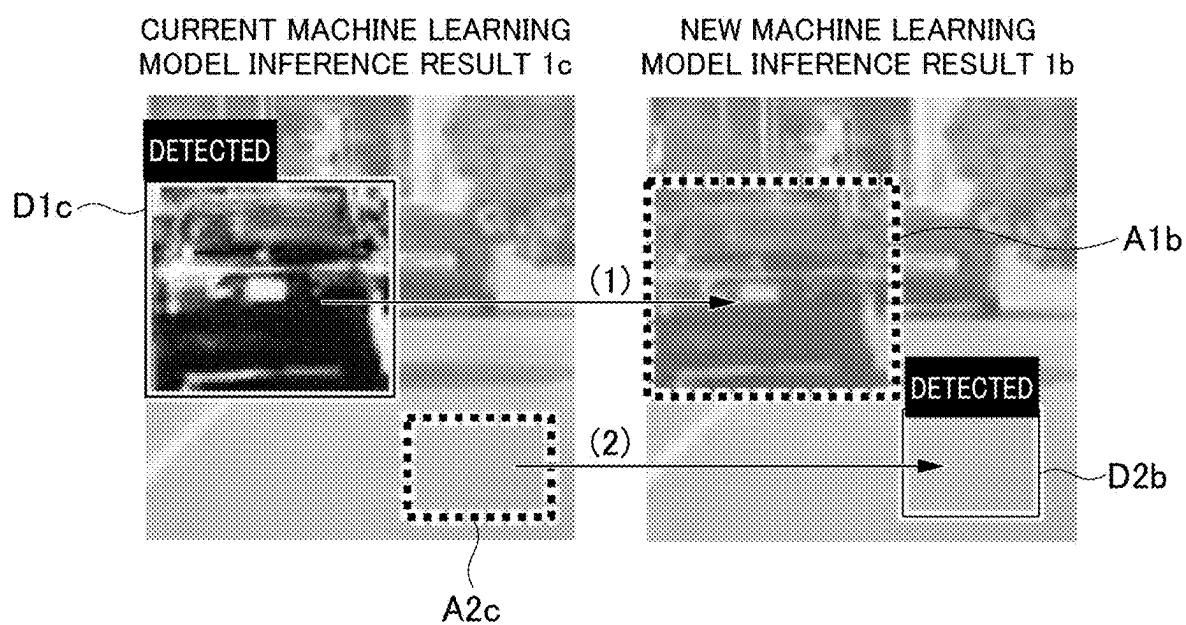 CURRENT MACHINE LEARNING
MODEL INFERENCE RESULT 1c
NEW MACHINE LEARNING
MODEL INFERENCE RESULT 1b
DETECTED
D1c
A1b
(1)
DETECTED
(2)
D2b
A2c